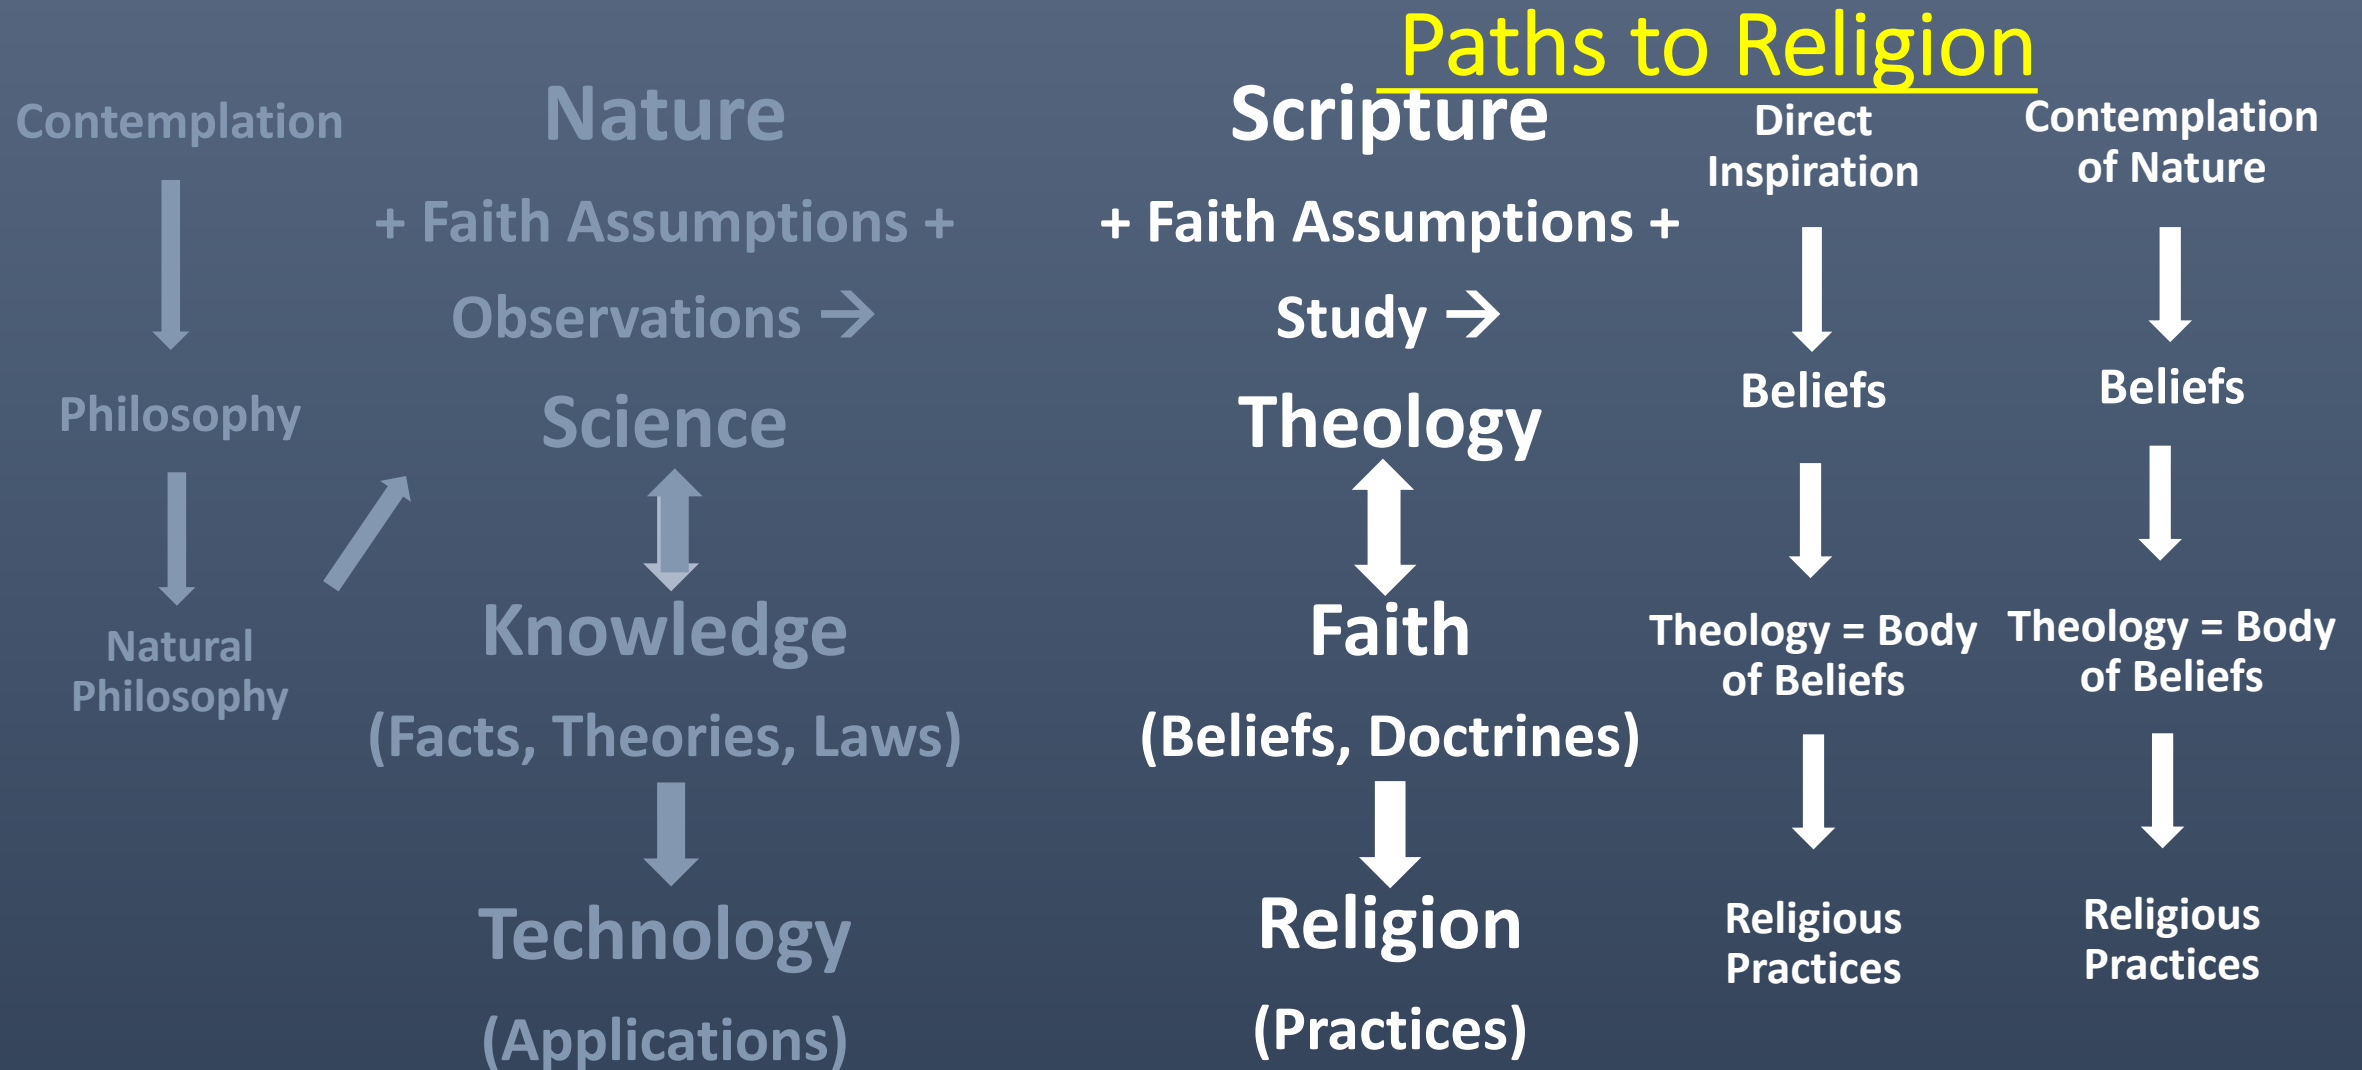 Paths to Religion
Contemplation
Philosophy
Natural
Philosophy
Nature
+ Faith Assumptions +
Observations →
Science
Knowledge
(Facts, Theories, Laws)
Technology
(Applications)
Scripture
+ Faith Assumptions +
Study →
Theology
Faith
(Beliefs, Doctrines)
Religion
(Practices)
Direct
Inspiration
Beliefs
Theology = Body
of Beliefs
Religious
Practices
Contemplation
of Nature
Beliefs
Theology = Body
of Beliefs
Religious
Practices